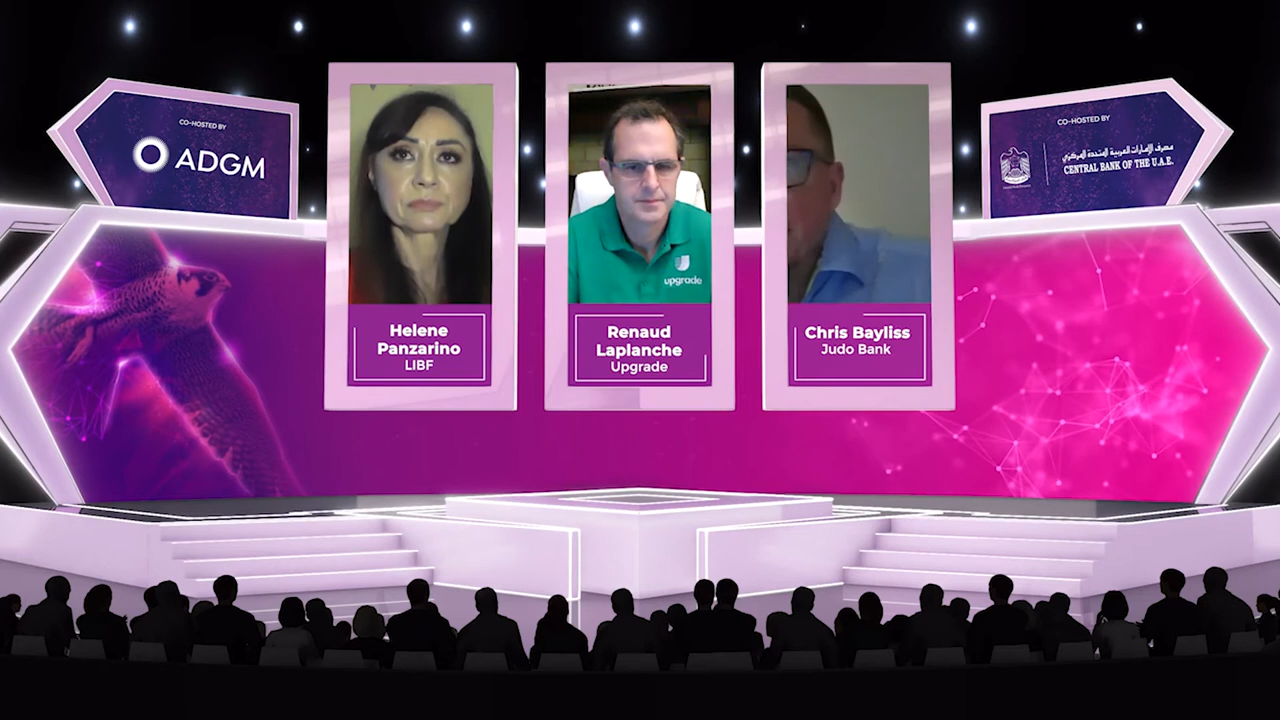 CO-HOSTED BY
ADGM
CO-HOSTED BY
مصرف الإمارات العربية المتحدة المركزي
CENTRAL BANK OF THE U.A.E.
upgrade
Helene
Panzarino
LIBF
Renaud
Laplanche
Upgrade
Chris Bayliss
Judo Bank